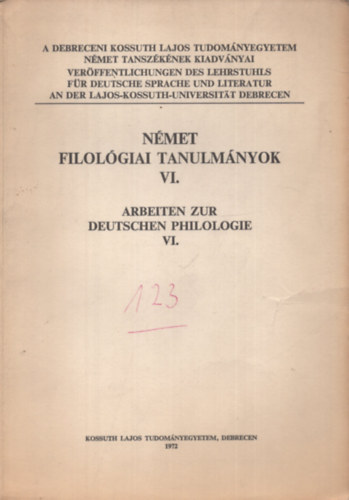 A DEBRECENI KOSSUTH LAJOS TUDOMÁNYEGYETEM
NÉMET TANSZÉKÉNEK KIADVÁNYAI
VERÖFFENTLICHUNGEN DES LEHRSTUHLS
FÜR DEUTSCHE SPRACHE UND LITERATUR
AN DER LAJOS-KOSSUTH-UNIVERSITÄT DEBRECEN
NÉMET
FILOLÓGIAI TANULMÁNYOK
VI.
ARBEITEN ZUR
DEUTSCHEN PHILOLOGIE
VI.
123
KOSSUTH LAJOS TUDOMÁNYEGYETEM, DEBRECEN
1972